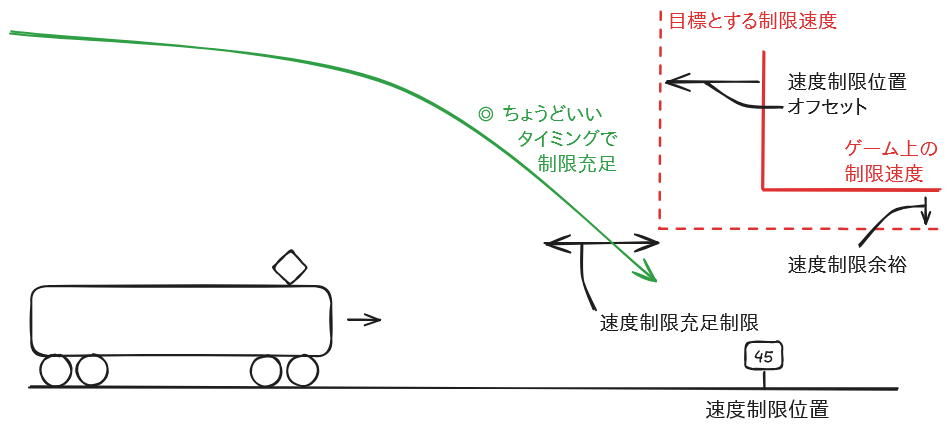 目標とする制限速度
速度制限位置
オフセット
◎ ちょうどいい
タイミングで
制限充足
ゲーム上の
制限速度
速度制限余裕
速度制限充足制限
45
速度制限位置